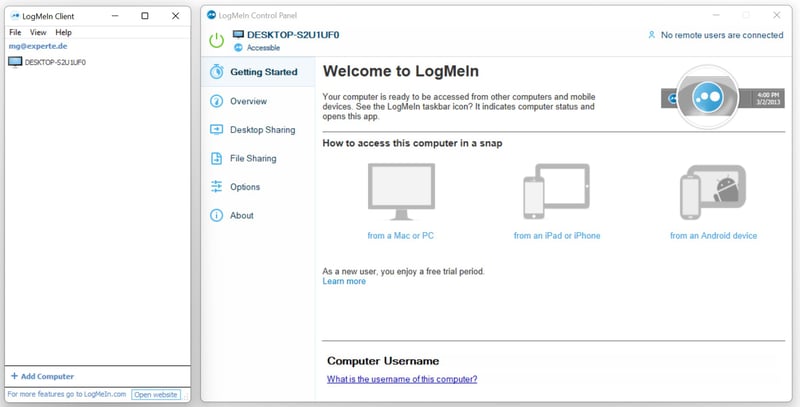 LogMeIn Client
File View Help
mg@experte.de
DESKTOP-S2U1UF0
+ Add Computer
For more features go to LogMeIn.com Open website
LogMeIn Control Panel
DESKTOP-S2U1UF0
Accessible
No remote users are connected
Getting Started
Overview
Desktop Sharing
File Sharing
Options
About
Welcome to LogMeIn
Your computer is ready to be accessed from other computers and mobile
devices. See the LogMeIn taskbar icon? It indicates computer status and
opens this app.
4:00 PM
3/2/2013
How to access this computer in a snap
from a Mac or PC
from an iPad or iPhone
from an Android device
As a new user, you enjoy a free trial period.
Learn more
Computer Username
What is the username of this computer?